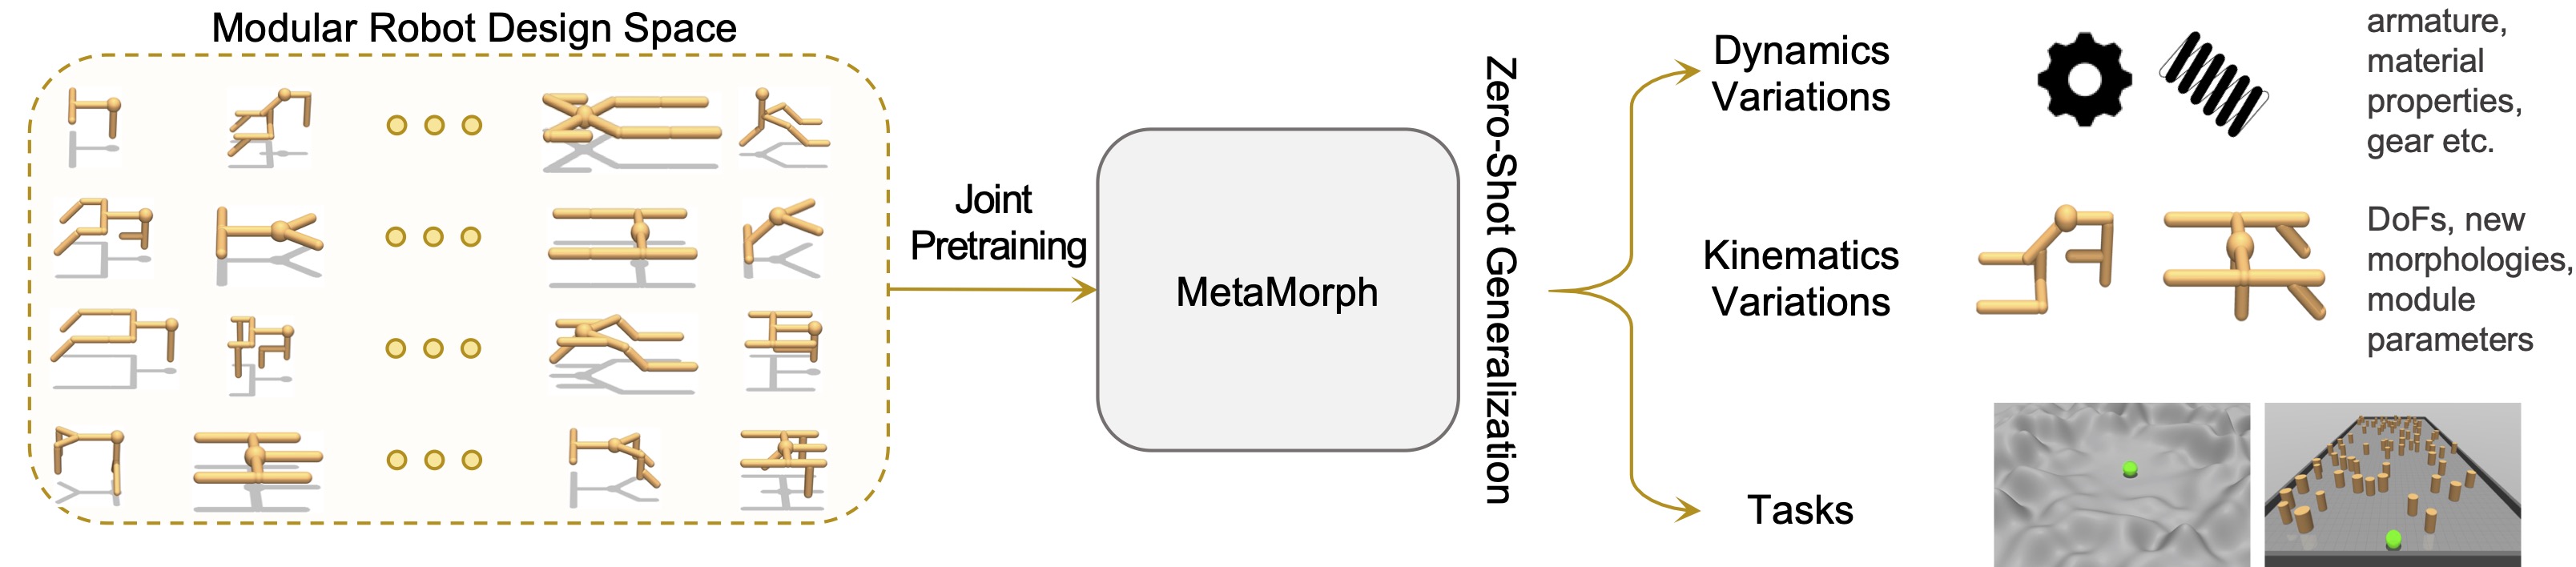 Modular Robot Design Space
Joint
Pretraining
MetaMorph
Zero-Shot Generalization
Dynamics
Variations
armature,
material
properties,
gear etc.
Kinematics
Variations
DoFs, new
morphologies,
module
parameters
Tasks